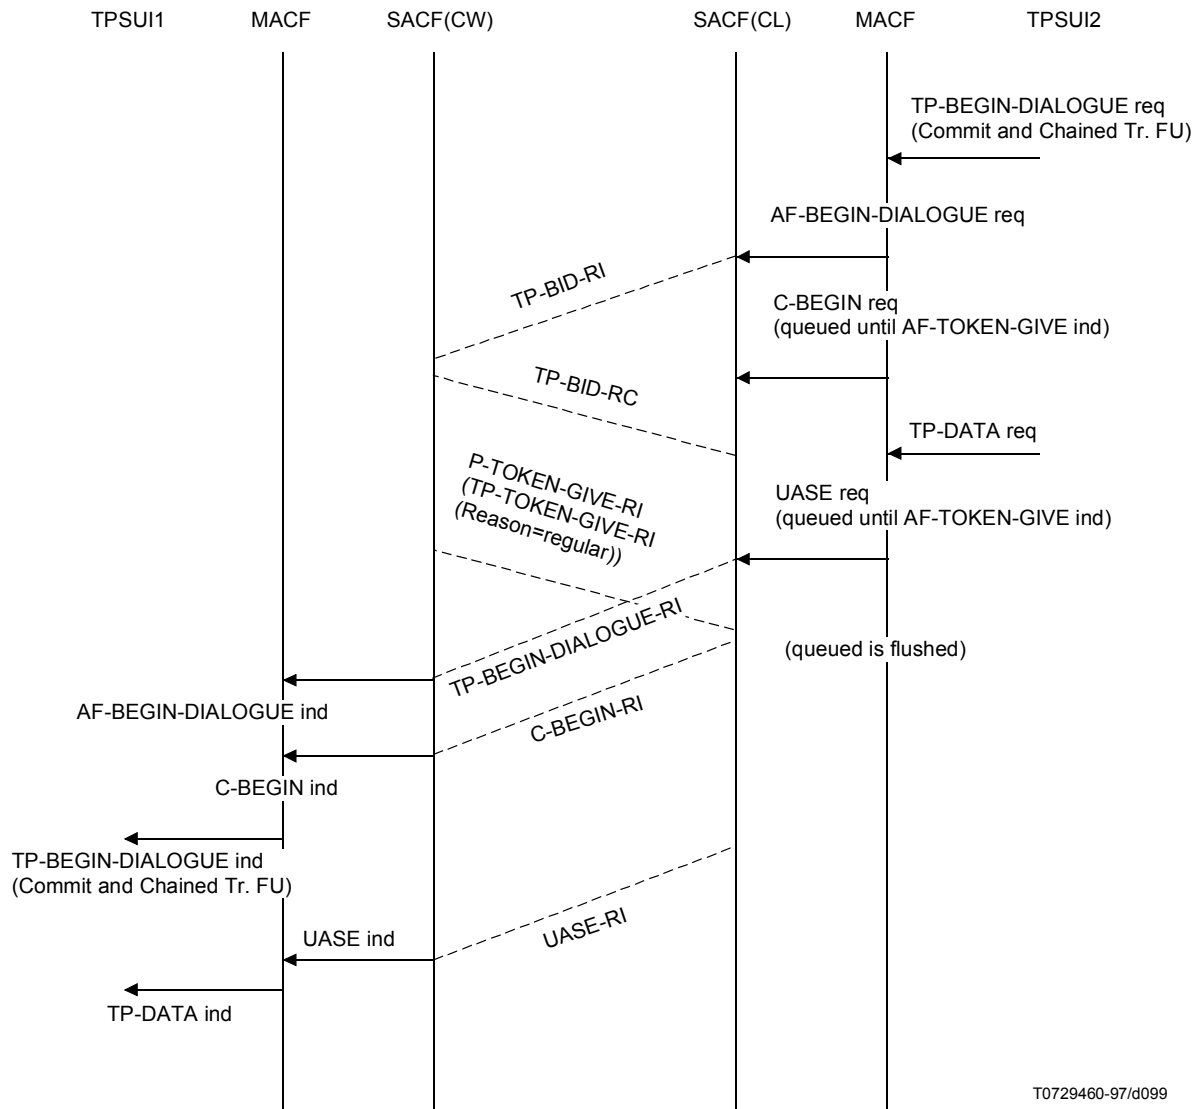 TPSUI1 MACF SACF(CW) SACF(CL) MACF TPSUI2
TP-BEGIN-DIALOGUE req
(Commit and Chained Tr. FU)
AF-BEGIN-DIALOGUE req
TP-BID-RI
C-BEGIN req
(queued until AF-TOKEN-GIVE ind)
TP-BID-RC
TP-DATA req
P-TOKEN-GIVE-RI
(TP-TOKEN-GIVE-RI
(Reason=regular))
UASE req
(queued until AF-TOKEN-GIVE ind)
TP-BEGIN-DIALOGUE-RI
(queued is flushed)
AF-BEGIN-DIALOGUE ind
C-BEGIN-RI
C-BEGIN ind
TP-BEGIN-DIALOGUE ind
(Commit and Chained Tr. FU)
UASE-RI
UASE ind
TP-DATA ind
T0729460-97/d099